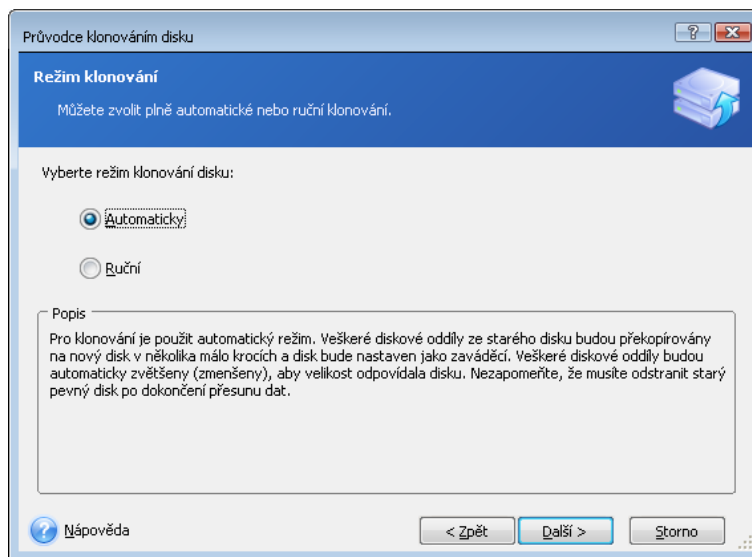 Průvodce klonováním disku
Režim klonování
Můžete zvolit plně automatické nebo ruční klonování.
Vyberte režim klonování disku:
Automaticky
Ruční
Popis
Pro klonování je použit automatický režim. Veškeré diskové oddíly ze starého disku budou překopírovány
na nový disk v několika málo krocích a disk bude nastaven jako zaváděcí. Veškeré diskové oddíly budou
automaticky zvětšeny (zmenšeny), aby velikost odpovídala disku. Nezapomeňte, že musíte odstranit starý
pevný disk po dokončení přesunu dat.
Nápověda
< Zpět
Další >
Storno